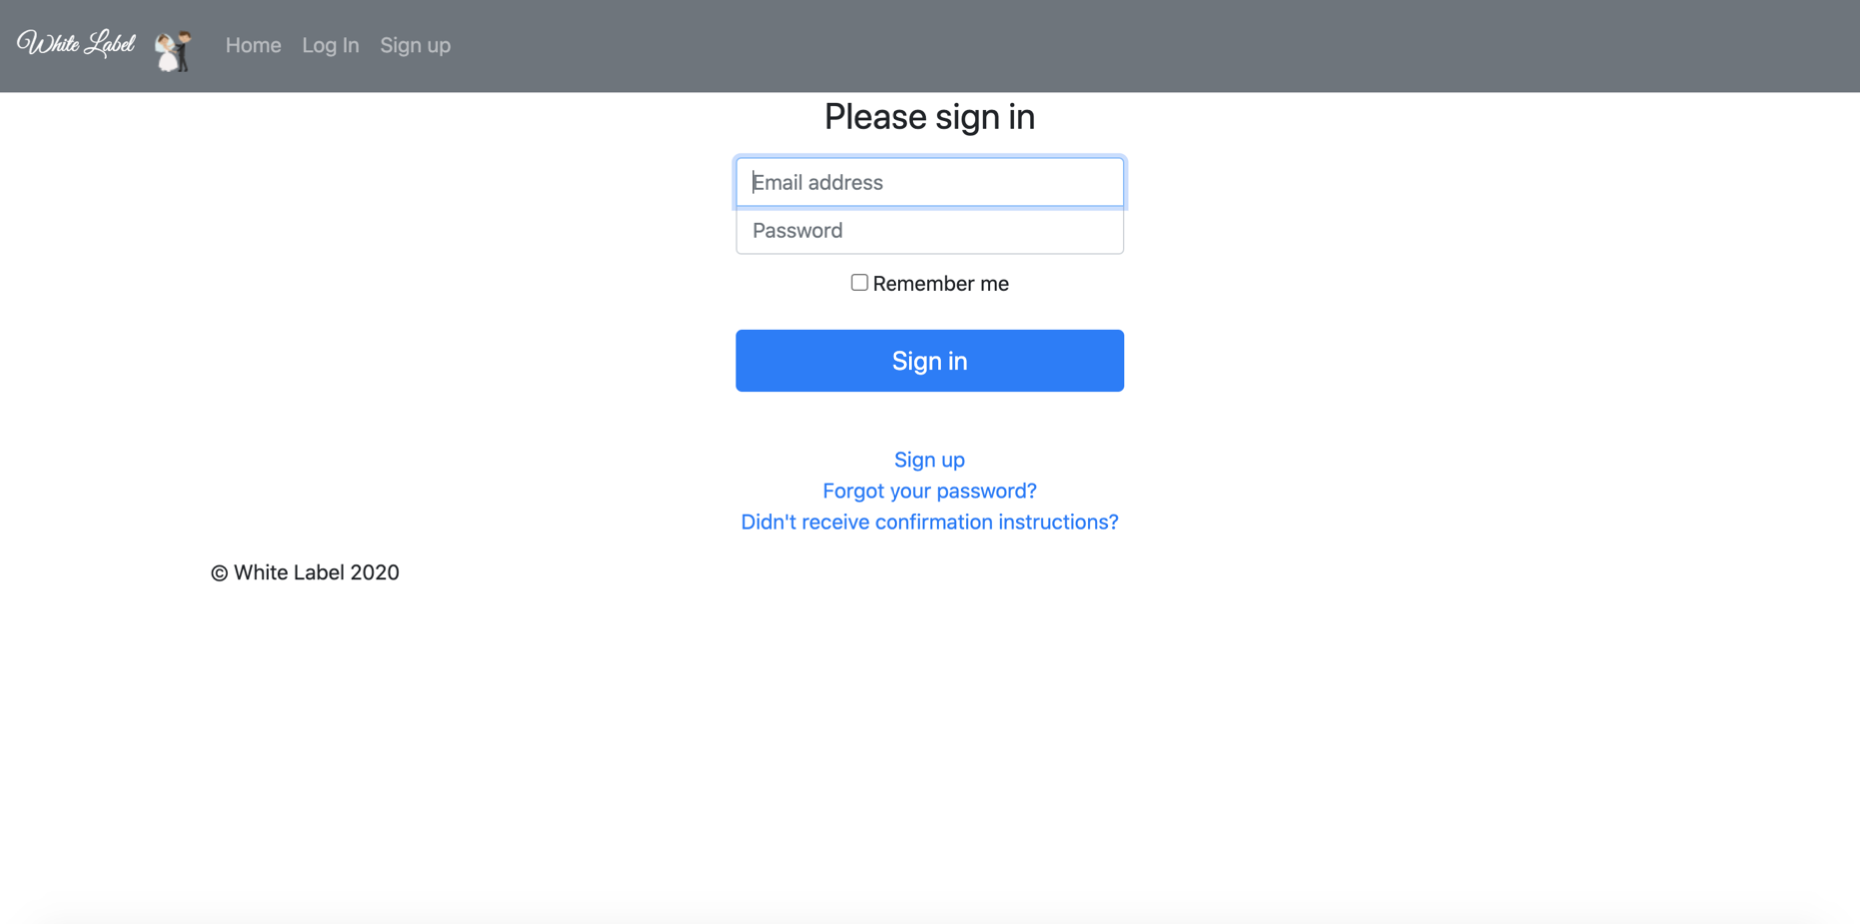 White Label Home Log In Sign up
Please sign in
Email address
Password
Remember me
Sign in
Sign up
Forgot your password?
Didn't receive confirmation instructions?
© White Label 2020